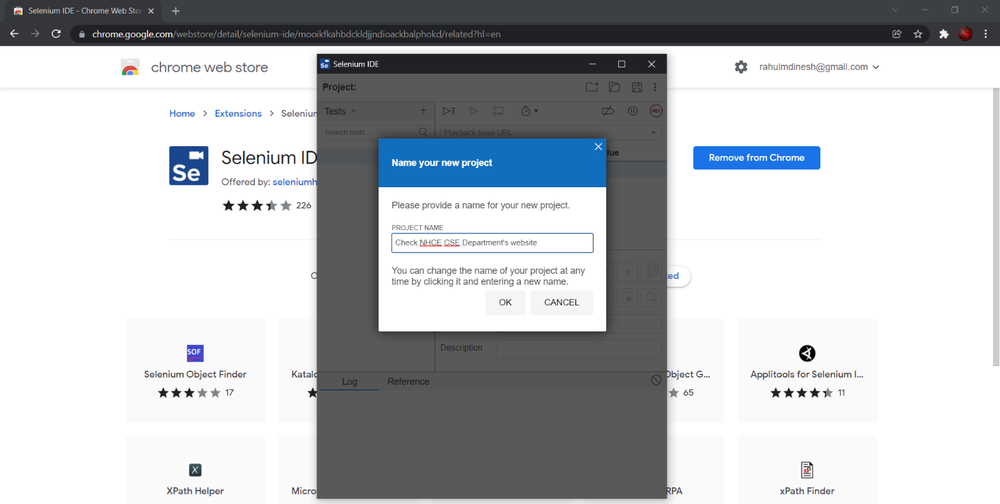 Selenium IDE - Chrome Web Sto
chrome.google.com/webstore/detail/selenium-ide/mooikfkahbdckldjjndioackbalphokd/related?hl=en
chrome web store
rahulmdinesh@gmail.com
Home > Extensions > Selenium
Se
Selenium ID
Offered by: seleniumh
226
Remove from Chrome
Se
Selenium IDE
Project:
Tests
Search tests...
REC
Playback base URL
lue
Name your new project
Please provide a name for your new project.
PROJECT NAME
Check NHCE CSE Department's website
You can change the name of your project at any
time by clicking it and entering a new name.
OK
CANCEL
//
Description
Log
Reference
ted
SOF
Selenium Object Finder
17
Katalo
Object G...
65
Applitools for Selenium I...
11
X
XPath Helper
Micro
RPA
xP
xPath Finder